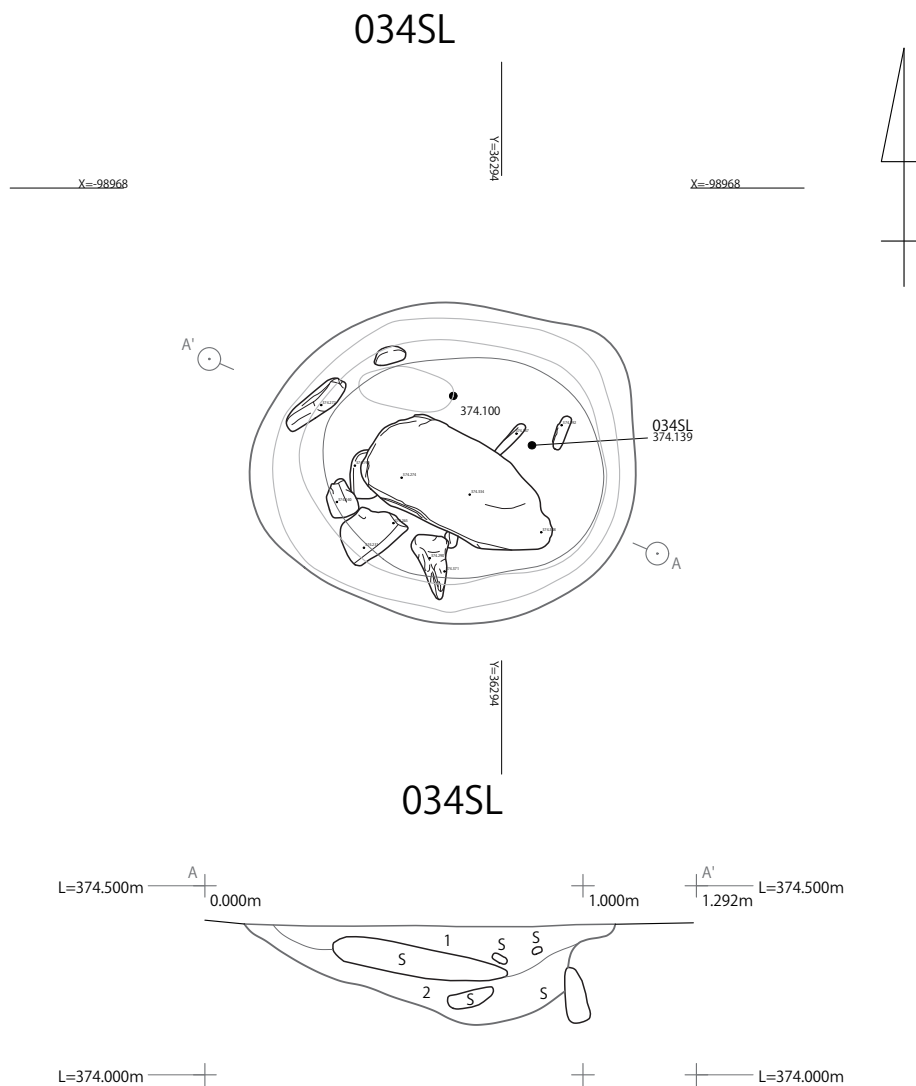 034SL
Y=36294
X=-98968
X=-98968
A'
374.100
034SL
374.139
A
Y=36294
034SL
A
A'
L=374.500m
L=374.500m
0.000m
1.000m
1.292m
1
S
S
S
2
S
S
L=374.000m
L=374.000m